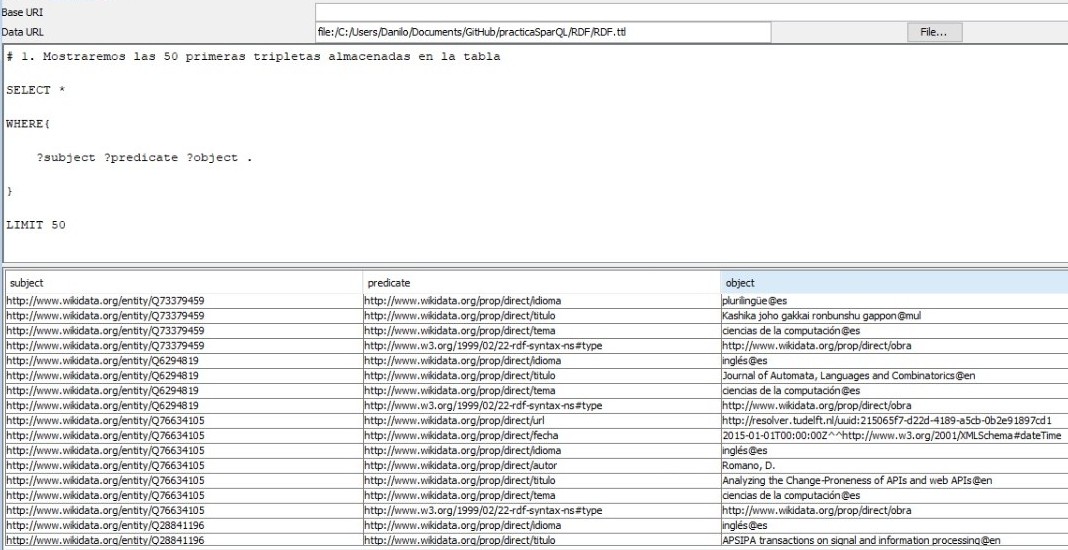 Base URI
Data URL file:/C:/Users/Danilo/Documents/GitHub/practicaSparQL/RDF/RDF.ttl File...
# 1. Mostraremos las 50 primeras tripletas almacenadas en la tabla
SELECT *
WHERE{
?subject ?predicate ?object .
}
LIMIT 50
subject predicate object
http://www.wikidata.org/entity/Q73379459 http://www.wikidata.org/prop/direct/idioma plurilingüe@es
http://www.wikidata.org/entity/Q73379459 http://www.wikidata.org/prop/direct/titulo Kashika joho gakkai ronbunshu gappon@mul
http://www.wikidata.org/entity/Q73379459 http://www.wikidata.org/prop/direct/tema ciencias de la computación@es
http://www.wikidata.org/entity/Q73379459 http://www.w3.org/1999/02/22-rdf-syntax-ns#type http://www.wikidata.org/prop/direct/obra
http://www.wikidata.org/entity/Q6294819 http://www.wikidata.org/prop/direct/idioma inglés@es
http://www.wikidata.org/entity/Q6294819 http://www.wikidata.org/prop/direct/titulo Journal of Automata, Languages and Combinatorics@en
http://www.wikidata.org/entity/Q6294819 http://www.wikidata.org/prop/direct/tema ciencias de la computación@es
http://www.wikidata.org/entity/Q6294819 http://www.w3.org/1999/02/22-rdf-syntax-ns#type http://www.wikidata.org/prop/direct/obra
http://www.wikidata.org/entity/Q76634105 http://www.wikidata.org/prop/direct/url http://resolver.tudelft.nl/uuid:215065f7-d22d-4189-a5cb-0b2e91897cd1
http://www.wikidata.org/entity/Q76634105 http://www.wikidata.org/prop/direct/fecha 2015-01-01T00:00:00Z^^http://www.w3.org/2001/XMLSchema#dateTime
http://www.wikidata.org/entity/Q76634105 http://www.wikidata.org/prop/direct/idioma inglés@es
http://www.wikidata.org/entity/Q76634105 http://www.wikidata.org/prop/direct/autor Romano, D.
http://www.wikidata.org/entity/Q76634105 http://www.wikidata.org/prop/direct/titulo Analyzing the Change-Proneness of APIs and web APIs@en
http://www.wikidata.org/entity/Q76634105 http://www.wikidata.org/prop/direct/tema ciencias de la computación@es
http://www.wikidata.org/entity/Q76634105 http://www.w3.org/1999/02/22-rdf-syntax-ns#type http://www.wikidata.org/prop/direct/obra
http://www.wikidata.org/entity/Q28841196 http://www.wikidata.org/prop/direct/idioma inglés@es
http://www.wikidata.org/entity/Q28841196 http://www.wikidata.org/prop/direct/titulo APSIPA transactions on signal and information processing@en